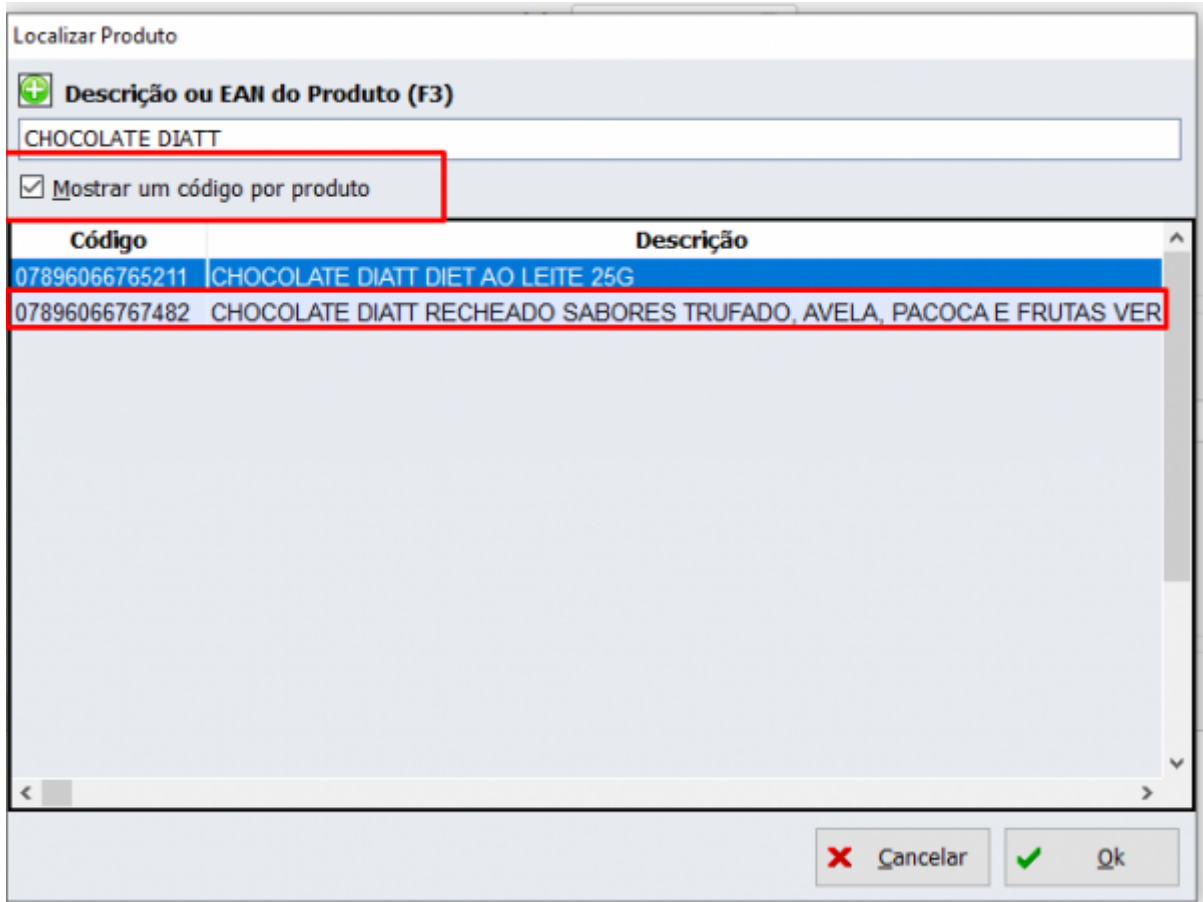 Localizar Produto
Descrição ou EAN do Produto (F3)
CHOCOLATE DIATT
Mostrar um código por produto
Código Descrição
07896066765211 CHOCOLATE DIATT DIET AO LEITE 25G
07896066767482 CHOCOLATE DIATT RECHEADO SABORES TRUFADO, AVELA, PACOCA E FRUTAS VER
Cancelar Ok